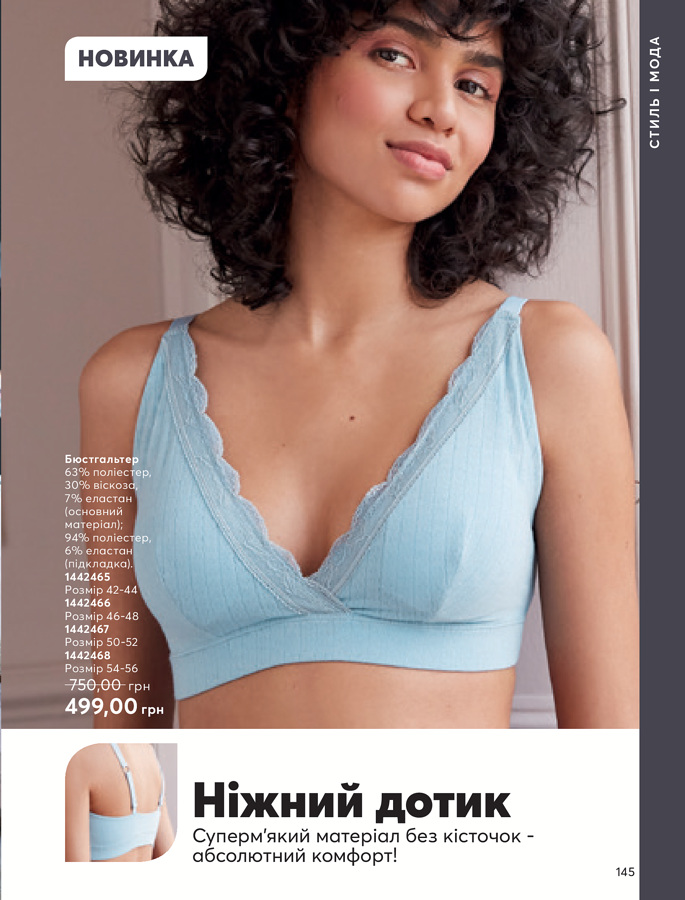 НОВИНКА
СТИЛЬ І МОДА
Бюстгальтер
63% поліестер,
30% віскоза,
7% еластан
(основний
матеріал);
94% поліестер,
6% еластан
(підкладка).
1442465
Розмір 42-44
1442466
Розмір 46-48
1442467
Розмір 50-52
1442468
Розмір 54-56
750,00 грн
499,00 грн
Ніжний дотик
Суперм'який матеріал без кісточок -
абсолютний комфорт!
145